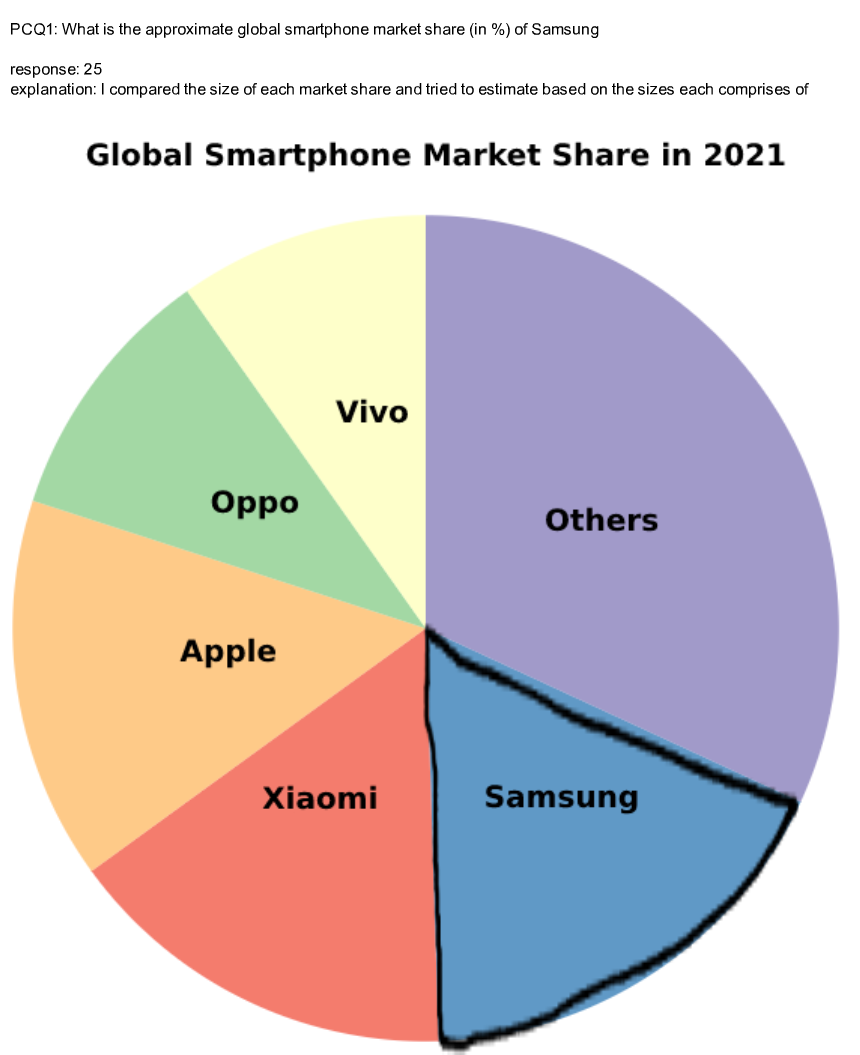 PCQ1: What is the approximate global smartphone market share (in %) of Samsung
response: 25
explanation: I compared the size of each market share and tried to estimate based on the sizes each comprises of
Global Smartphone Market Share in 2021
Vivo
Oppo
Others
Apple
Xiaomi
Samsung